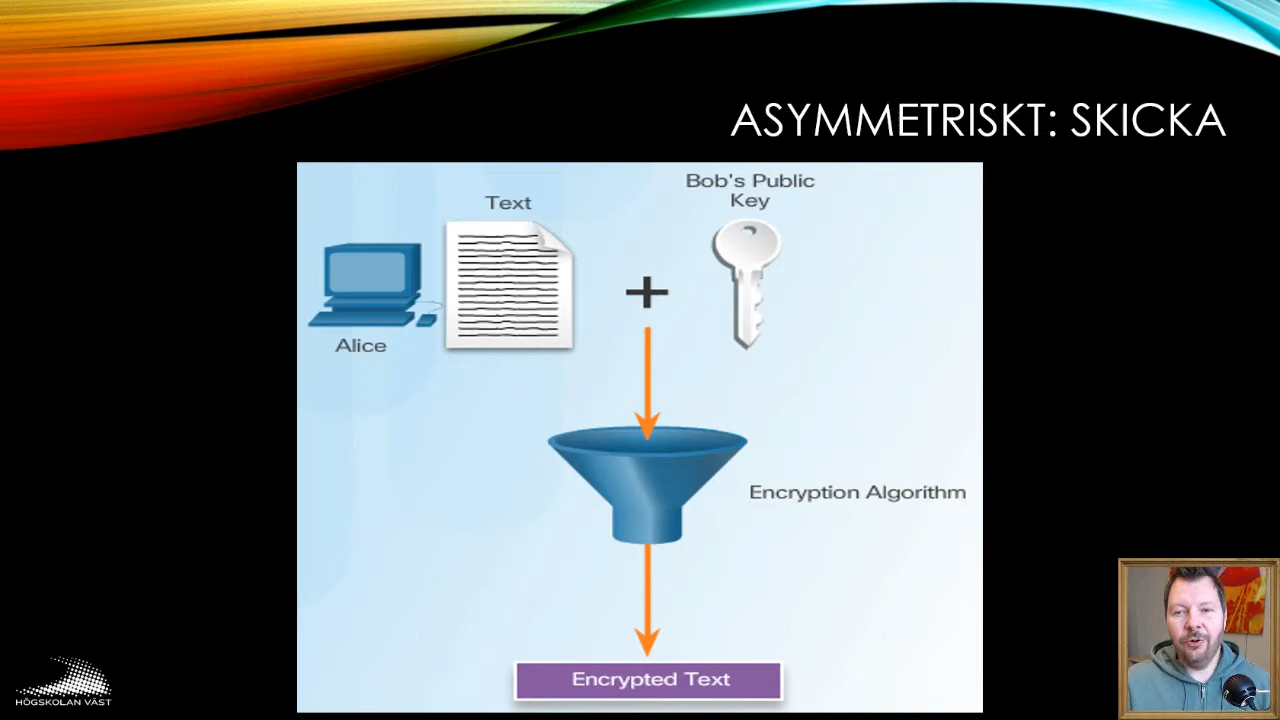 ASYMMETRISKT: SKICKA
Text
Bob's Public
Key
Alice
Encryption Algorithm
Encrypted Text
HÖGSKOLAN VÄST